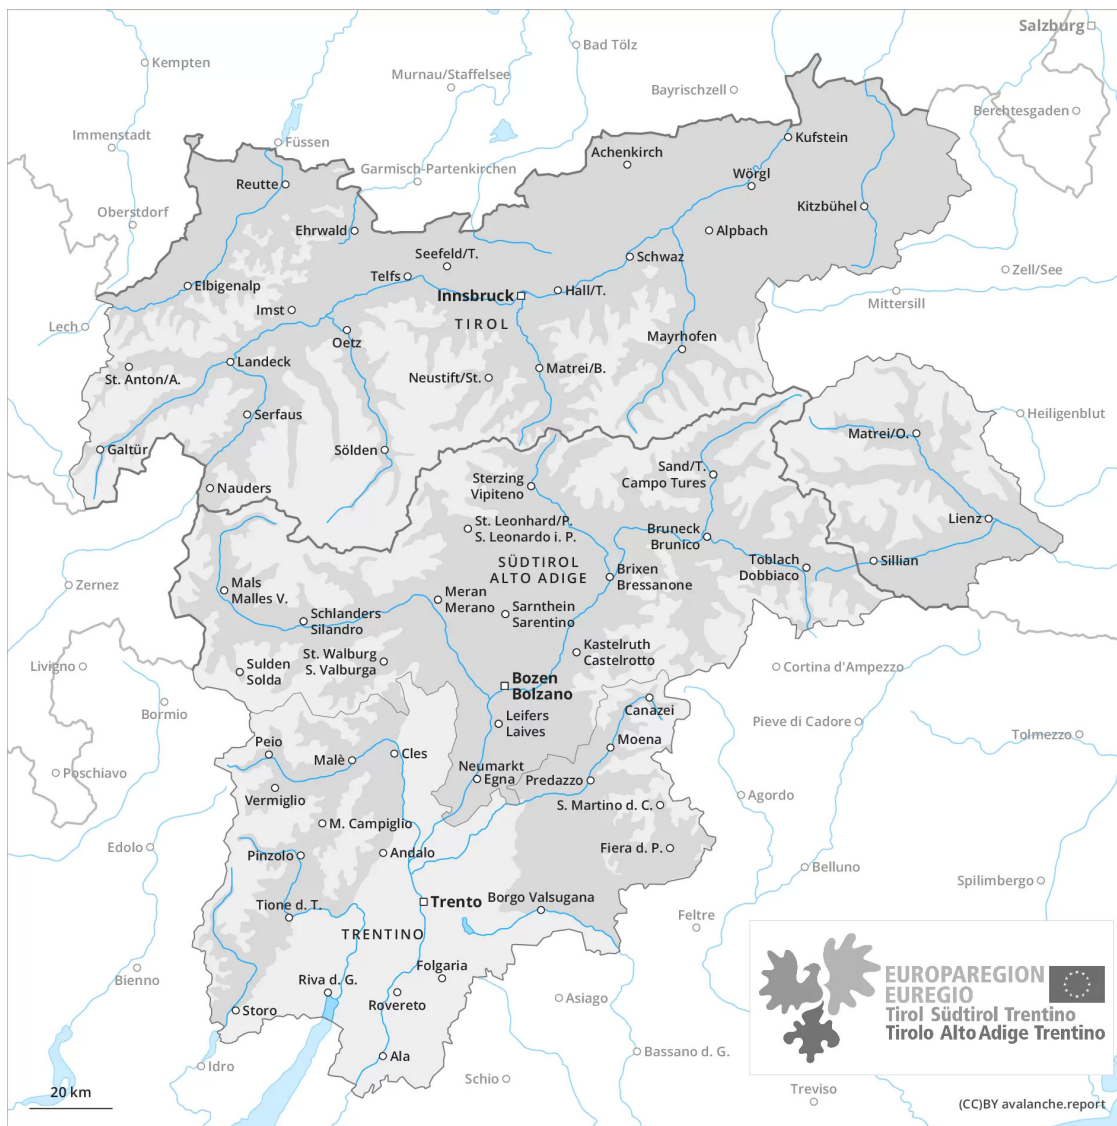 Salzburg
Bad Tölz
Kempten
Murnau/Staffelsee
Bayrischzell
Berchtesgaden
Immenstadt
Füssen
Kufstein
Achenkirch
Garmisch-Partenkirchen
Wörgl
Reutte
Oberstdorf
Kitzbühel
Ehrwald
Alpbach
Seefeld/T.
Schwaz
Zell/See
Telfs
Elbigenalp
Innsbruck
Hall/T.
Mittersill
Imst
TIROL
Lech
Oetz
Mayrhofen
Landeck
Matrei/B.
St. Anton/A.
Neustift/St.
Serfaus
Heiligenblut
Matrei/O.
Galtür
Sölden
Sand/T.
Campo Tures
Sterzing
Vipiteno
Nauders
Lienz
St. Leonhard/P.
S. Leonardo i. P.
Bruneck
Brunico
SÜDTIROL
ALTO ADIGE
Toblach
Dobbiaco
Sillian
Brixen
Bressanone
Zernez
Mals
Malles V.
Meran
Merano
Schlanders
Silandro
Sarnthein
Sarentino
Kastelruth
Castelrotto
St. Walburg
S. Valburga
Livigno
Sulden
Solda
Cortina d'Ampezzo
Bozen
Bolzano
Canazei
Bormio
Leifers
Laives
Pieve di Cadore
Tolmezzo
Moena
Peio
Cles
Malè
Neumarkt
Egna
Predazzo
Poschiavo
Vermiglio
Agordo
S. Martino d. C.
M. Campiglio
Edolo
Pinzolo
Andalo
Fiera d. P.
Belluno
Spilimbergo
Tione d. T.
Trento
Borgo Valsugana
Feltre
TRENTINO
Bienno
Folgaria
Riva d. G.
Rovereto
Asiago
Storo
EUROPAREGION
EUREGIO
Tirol Südtirol Trentino
Tirolo Alto Adige Trentino
Ala
Bassano d. G.
Idro
Schio
Treviso
20 km
(CC)BY avalanche.report